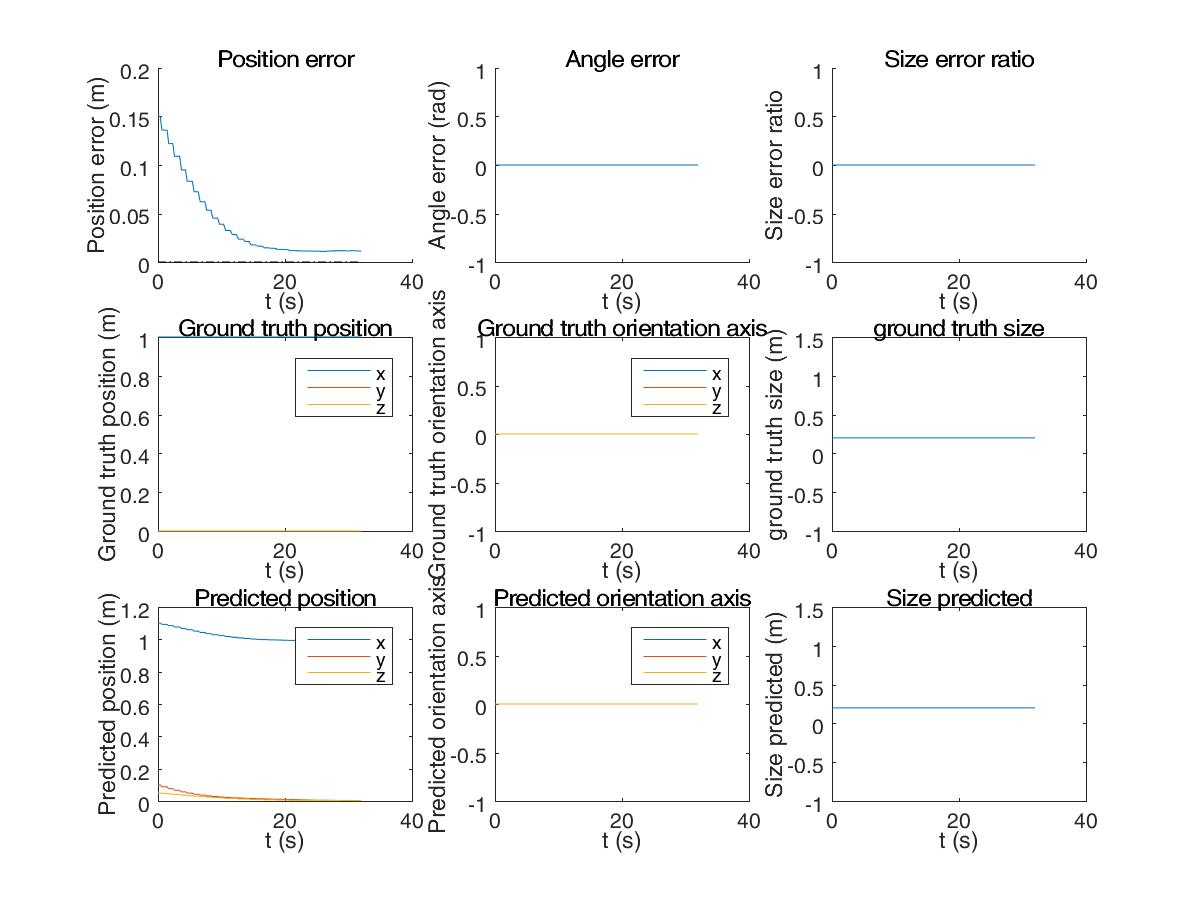 Position error
Position error (m)
0.2
0.15
0.1
0.05
0
0
20
40
t (s)
Angle error
Angle error (rad)
1
0.5
0
-0.5
-1
0
20
40
t (s)
Size error ratio
Size error ratio
1
0.5
0
-0.5
-1
0
20
40
t (s)
Ground truth position
Ground truth position (m)
1
0.8
0.6
0.4
0.2
0
x
y
z
0
20
40
t (s)
Ground truth orientation axis
Ground truth orientation axis
1
0.5
0
-0.5
-1
x
y
z
0
20
40
t (s)
ground truth size
ground truth size (m)
1.5
1
0.5
0
-0.5
-1
0
20
40
t (s)
Predicted position
Predicted position (m)
1.2
1
0.8
0.6
0.4
0.2
0
x
y
z
0
20
40
t (s)
Predicted orientation axis
Predicted orientation axis
1
0.5
0
-0.5
-1
x
y
z
0
20
40
t (s)
Size predicted
Size predicted (m)
1.5
1
0.5
0
-0.5
-1
0
20
40
t (s)